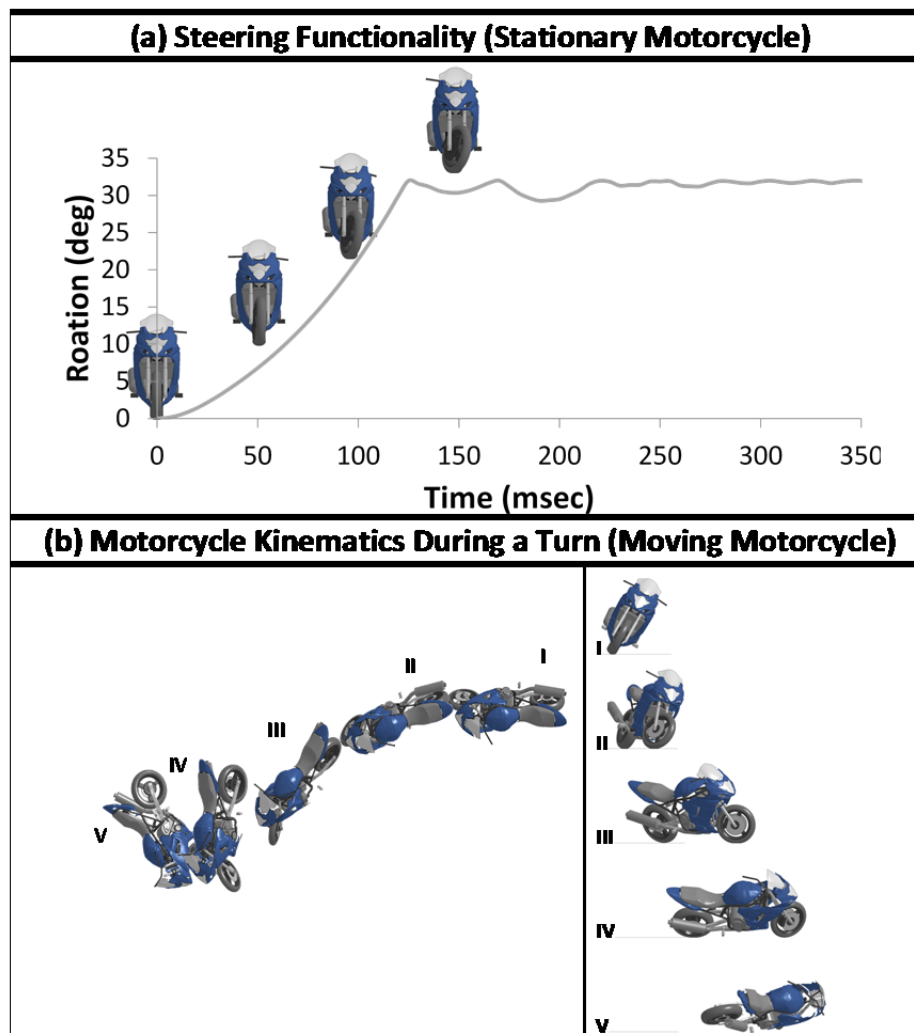 (a) Steering Functionality (Stationary Motorcycle)
35
30
25
20
15
10
5
0
Roation (deg)
0 50 100 150 200 250 300 350
Time (msec)
(b) Motorcycle Kinematics During a Turn (Moving Motorcycle)
I
II
III
IV
V
I
II
III
IV
V